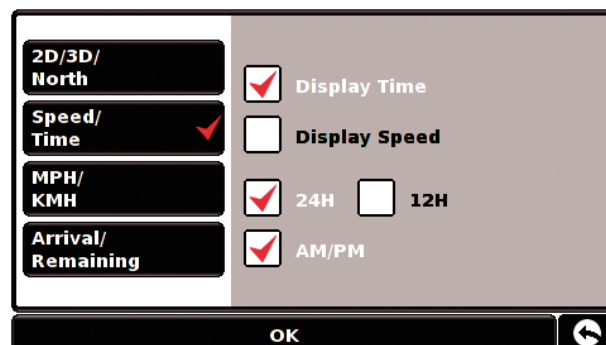 2D/3D/
North
Speed/
Time
MPH/
KMH
Arrival/
Remaining
Display Time
Display Speed
24H 12H
AM/PM
OK